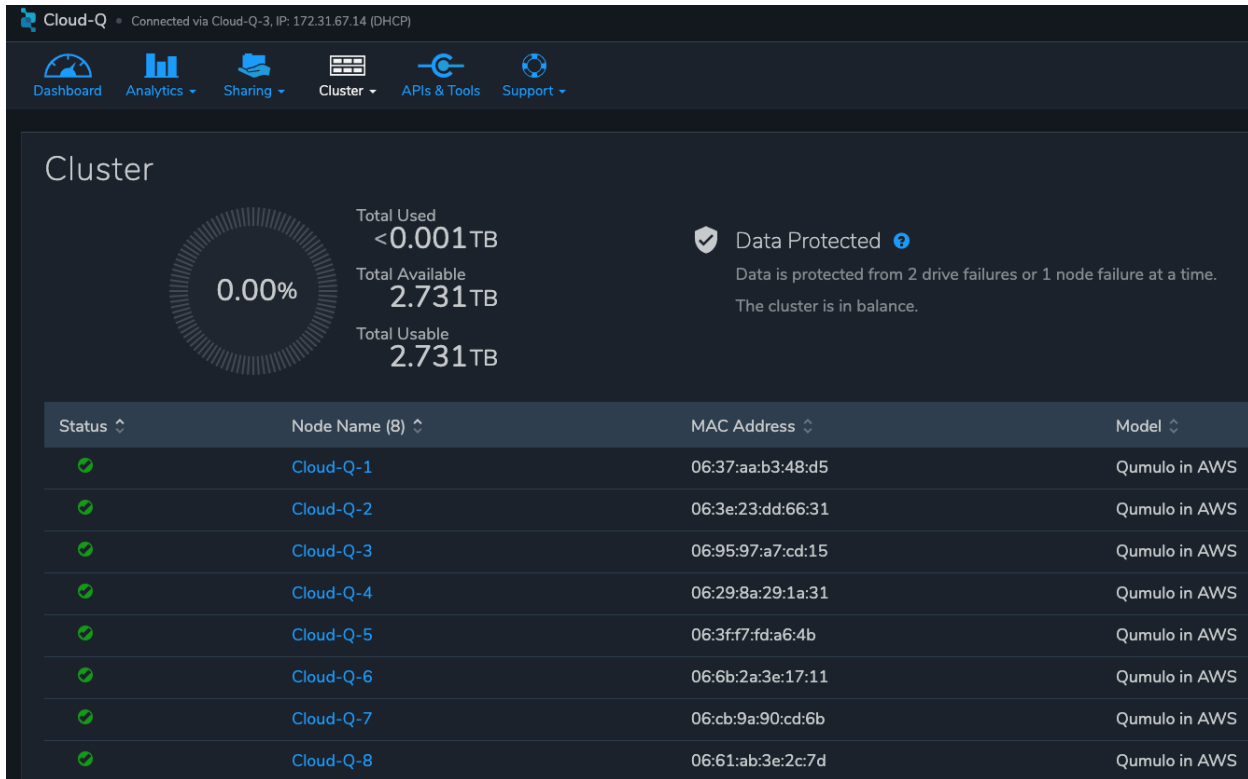 Cloud-Q • Connected via Cloud-Q-3, IP: 172.31.67.14 (DHCP)
Dashboard Analytics Sharing Cluster APIs & Tools Support
Cluster
0.00%
Total Used
<0.001TB
Total Available
2.731TB
Total Usable
2.731TB
Data Protected ?
Data is protected from 2 drive failures or 1 node failure at a time.
The cluster is in balance.
Status Node Name (8) MAC Address Model
Cloud-Q-1 06:37:aa:b3:48:d5 Qumulo in AWS
Cloud-Q-2 06:3e:23:dd:66:31 Qumulo in AWS
Cloud-Q-3 06:95:97:a7:cd:15 Qumulo in AWS
Cloud-Q-4 06:29:8a:29:1a:31 Qumulo in AWS
Cloud-Q-5 06:3f:f7:fd:a6:4b Qumulo in AWS
Cloud-Q-6 06:6b:2a:3e:17:11 Qumulo in AWS
Cloud-Q-7 06:cb:9a:90:cd:6b Qumulo in AWS
Cloud-Q-8 06:61:ab:3e:2c:7d Qumulo in AWS